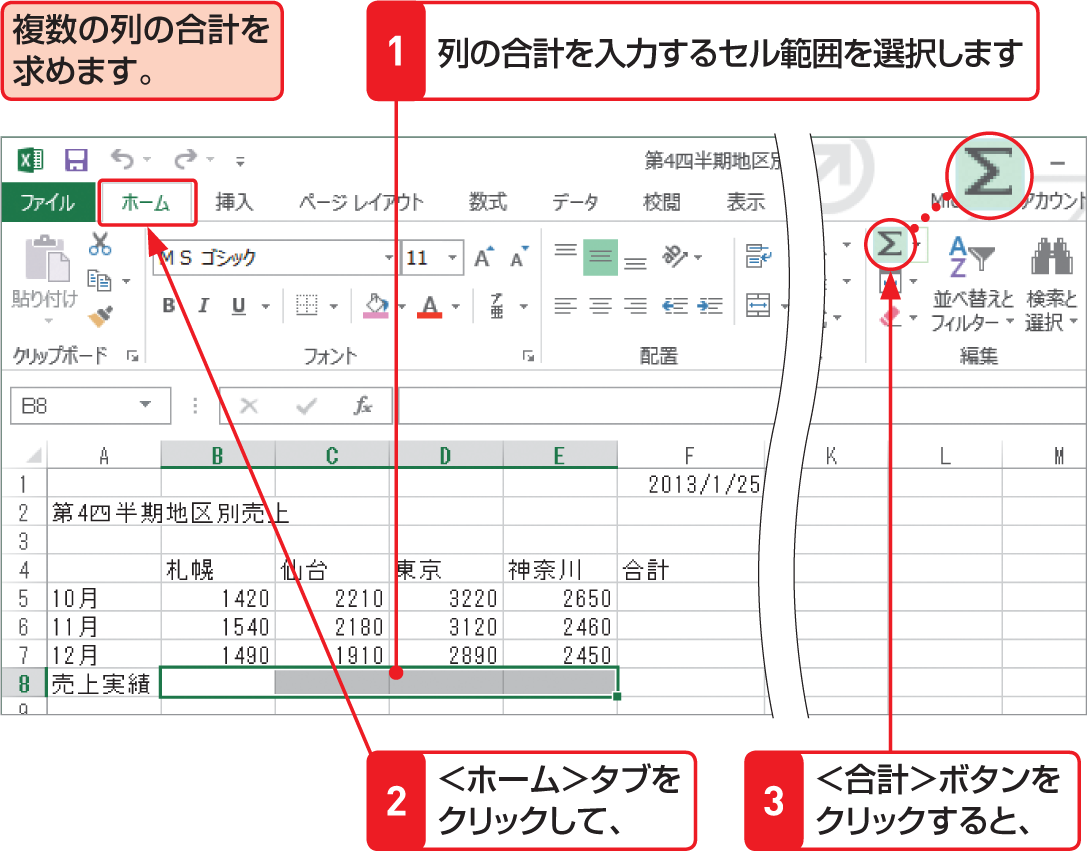 複数の列の合計を
求めます。
1 列の合計を入力するセル範囲を選択します
第4四半期地区別
ファイル ホーム 挿入 ページ レイアウト 数式 データ 校閲 表示
アカウント
ＭＳ ゴシック 11
貼り付け
B I U
並べ替えと 検索と
フィルター 選択
クリップボード フォント 配置 編集
B8 fx
A B C D E F K L M
1 2013/1/25
2 第4四半期地区別売上
3
4 札幌 仙台 東京 神奈川 合計
5 10月 1420 2210 3220 2650
6 11月 1540 2180 3120 2460
7 12月 1490 1910 2890 2450
8 売上実績
2 ＜ホーム＞タブを
クリックして、
3 ＜合計＞ボタンを
クリックすると、